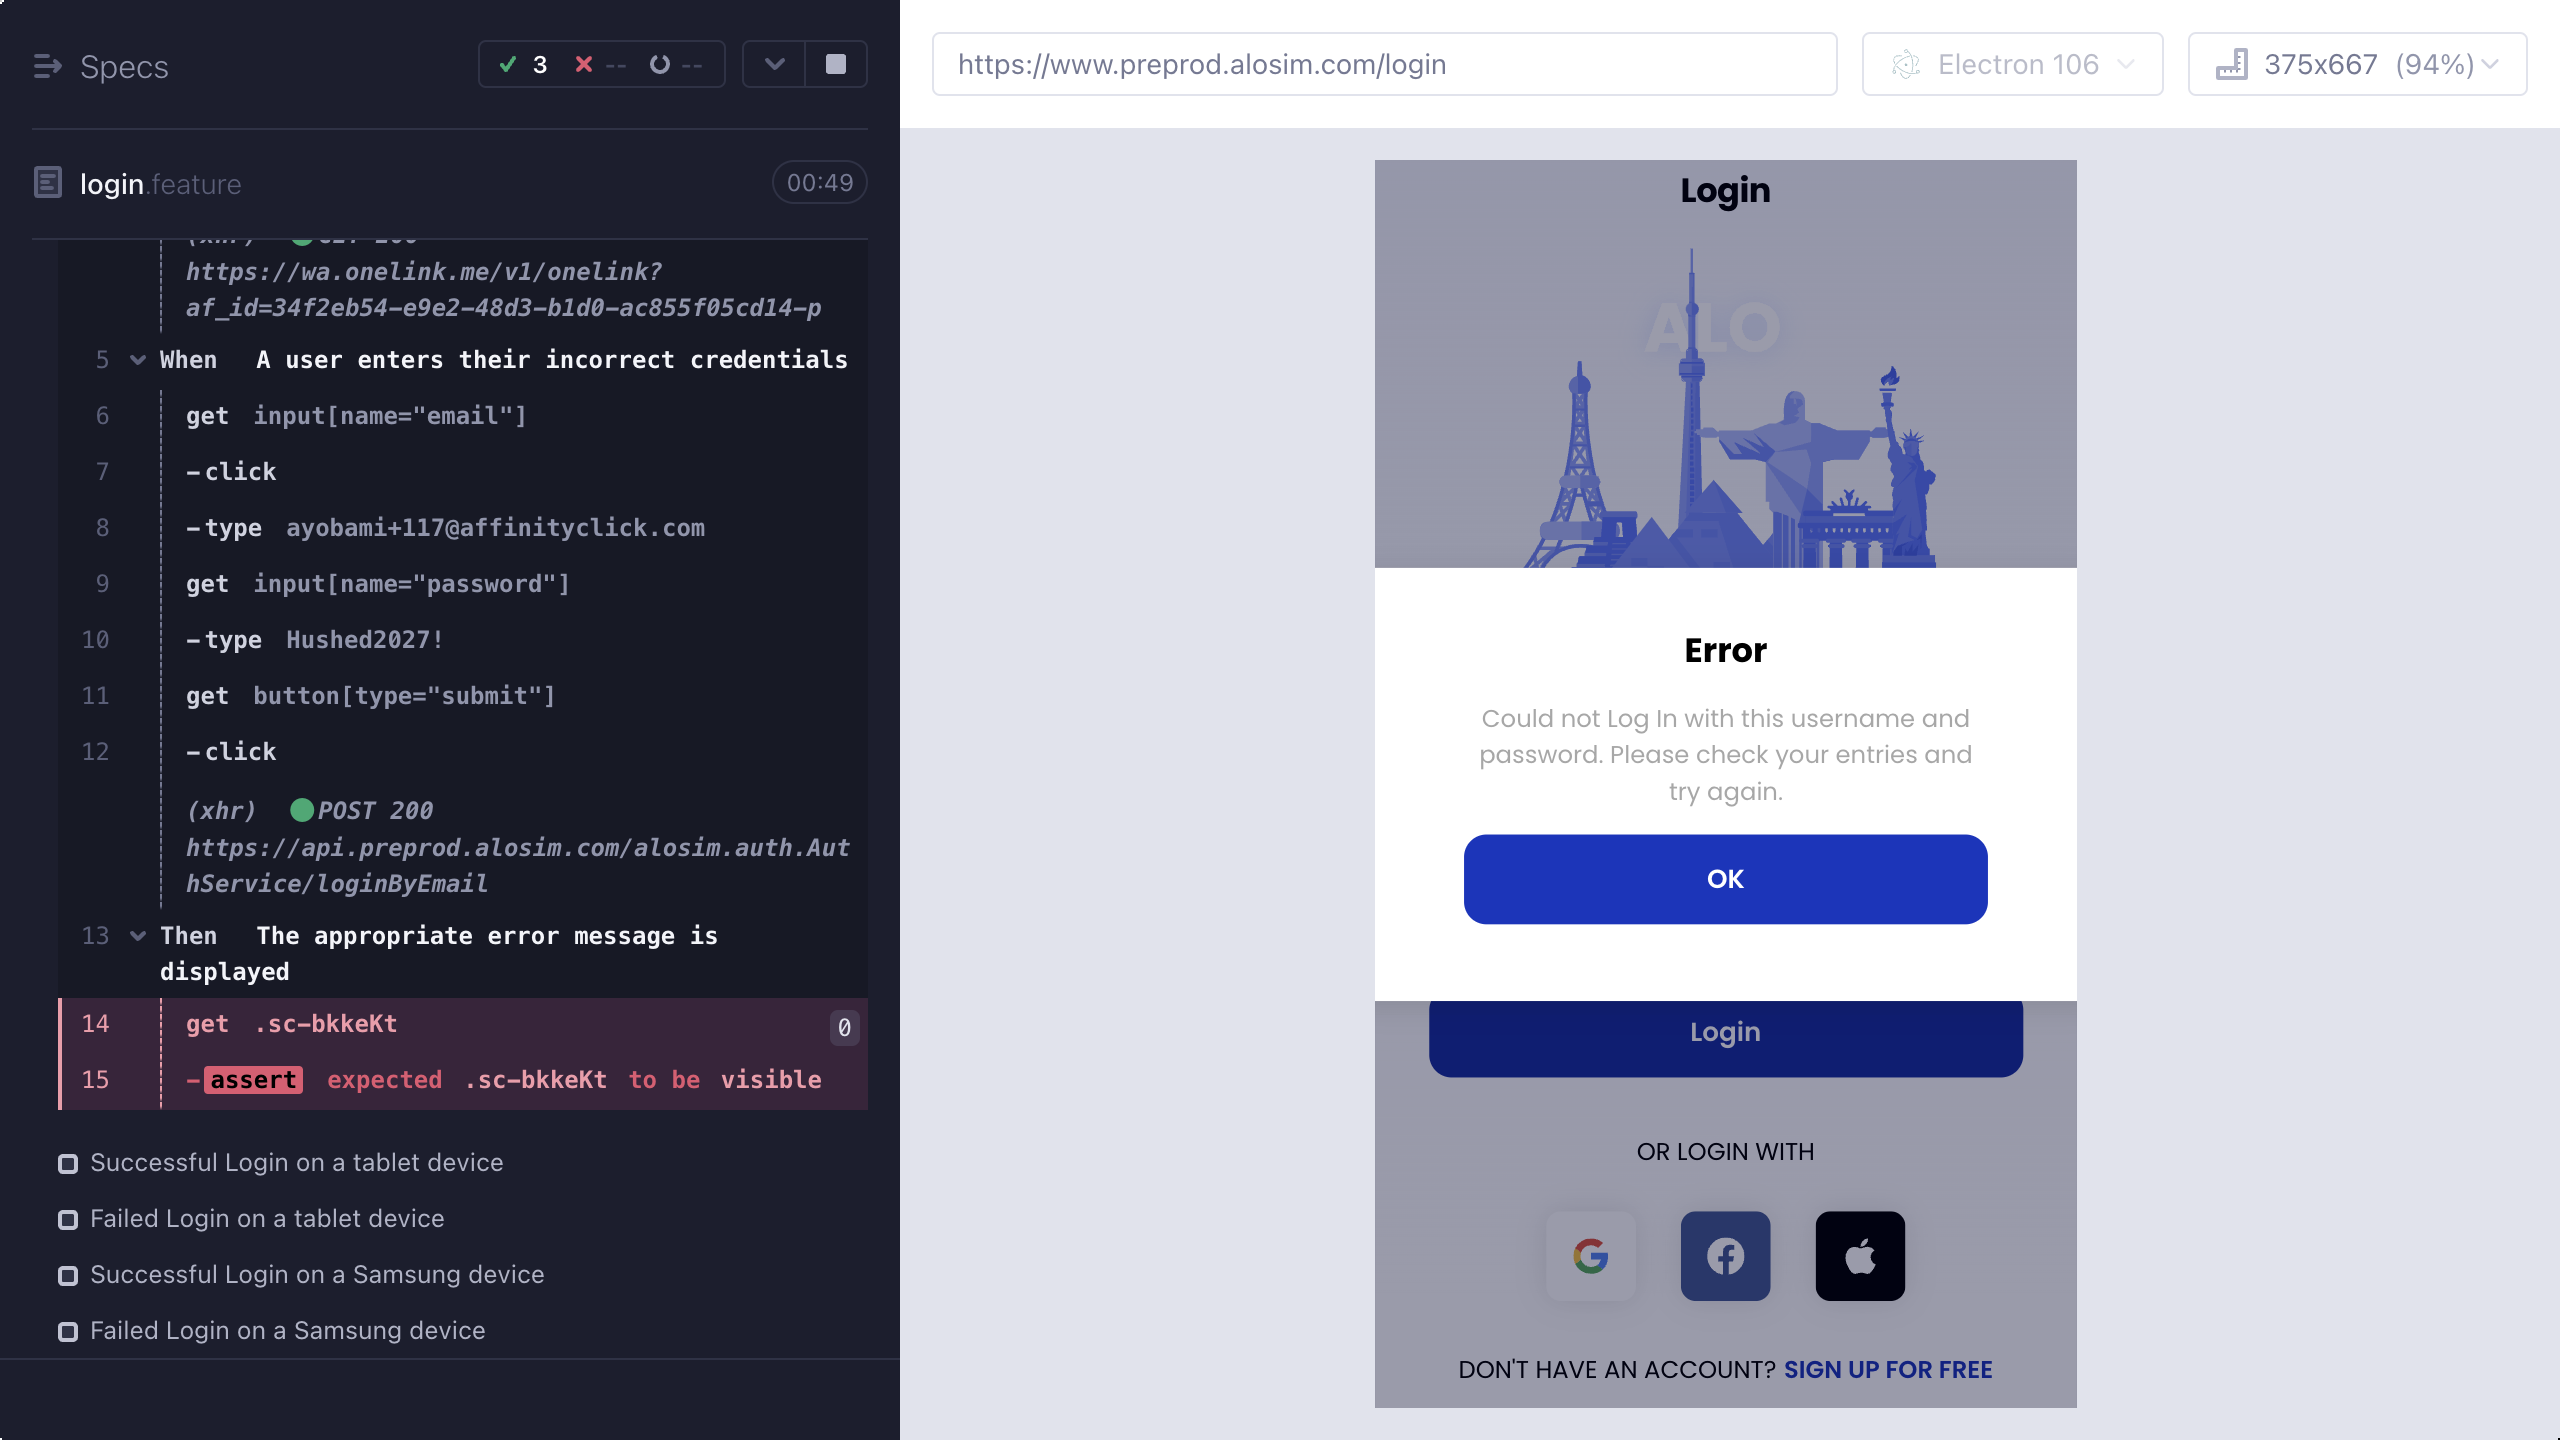 Specs
3 -- --
login.feature
00:49
(xhr) GET 200
https://wa.onelink.me/v1/onelink?
af_id=34f2eb54-e9e2-48d3-b1d0-ac855f05cd14-p
5 When A user enters their incorrect credentials
6 get input[name="email"]
7 -click
8 -type ayobami+117@affinityclick.com
9 get input[name="password"]
10 -type Hushed2027!
11 get button[type="submit"]
12 -click
(xhr) POST 200
https://api.preprod.alosim.com/alosim.auth.Aut
hService/loginByEmail
13 Then The appropriate error message is
displayed
14 get .sc-bkkeKt 0
15 -assert expected .sc-bkkeKt to be visible
Successful Login on a tablet device
Failed Login on a tablet device
Successful Login on a Samsung device
Failed Login on a Samsung device
https://www.preprod.alosim.com/login
Electron 106
375x667 (94%)
Login
ALO
Error
Could not Log In with this username and
password. Please check your entries and
try again.
OK
Login
OR LOGIN WITH
DON'T HAVE AN ACCOUNT? SIGN UP FOR FREE